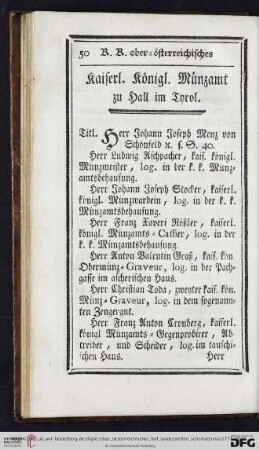 50 K. K. ober-österreichisches
Kaiserl. Königl. Münzamt
zu Hall im Tyrol.
Titl. Herr Johann Joseph Menz von
Schönfeld ꝛc. s. S. 40.
Herr Ludwig Aschpacher, kais. königl.
Münzmeister, log. in der k. k. Münz-
amtsbehausung.
Herr Johann Joseph Stocker, kaiserl.
königl. Münzwardein, log. in der k. k.
Münzamtsbehausung.
Herr Franz Xaveri Rößler, kaiserl.
königl. Münzamts-Cassier, log. in der
k. k. Münzamtsbehausung.
Herr Anton Valentin Graß, kais. kön.
Obermünz-Graveur, log. in der Pach-
gasse im aicherischen Haus.
Herr Christian Toda, zweyter kais. kön.
Münz-Graveur, log. in dem sogenann-
ten Zengraut.
Herr Franz Anton Cronberg, kaiserl.
königl Münzamts-Gegenprobirer, Ab-
treiber, und Scheider, log. im tauschi-
schen Haus. Herr